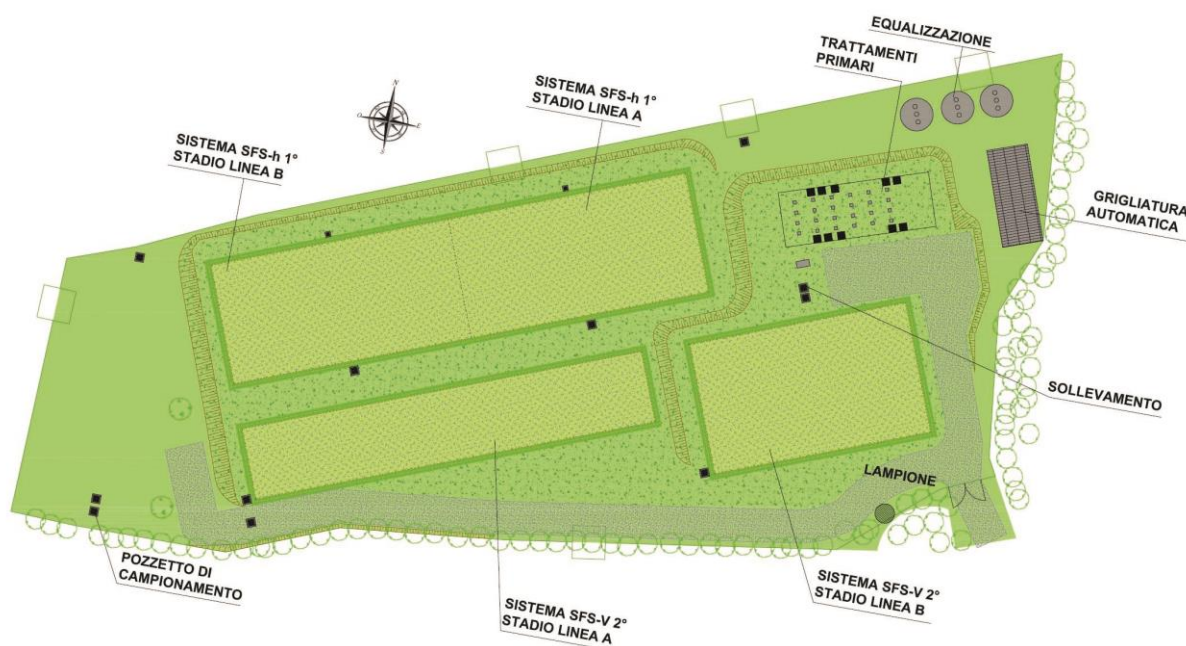 EQUALIZZAZIONE
TRATTAMENTI
PRIMARI
SISTEMA SFS-h 1°
STADIO LINEA A
SISTEMA SFS-h 1°
STADIO LINEA B
N
O
E
S
GRIGLIATURA
AUTOMATICA
SOLLEVAMENTO
LAMPIONE
POZZETTO DI
CAMPIONAMENTO
SISTEMA SFS-V 2°
STADIO LINEA A
SISTEMA SFS-V 2°
STADIO LINEA B